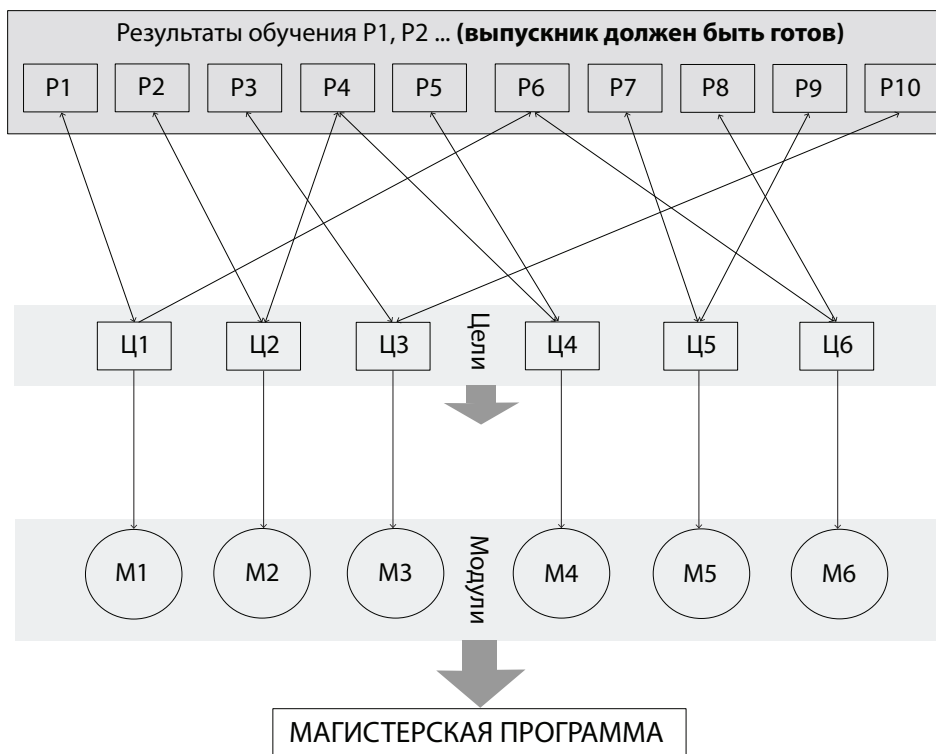 Результаты обучения Р1, Р2 ... (выпускник должен быть готов)
Р1 Р2 Р3 Р4 Р5 Р6 Р7 Р8 Р9 Р10
Ц1 Ц2 Ц3 Цели Ц4 Ц5 Ц6
М1 М2 М3 Модули М4 М5 М6
МАГИСТЕРСКАЯ ПРОГРАММА